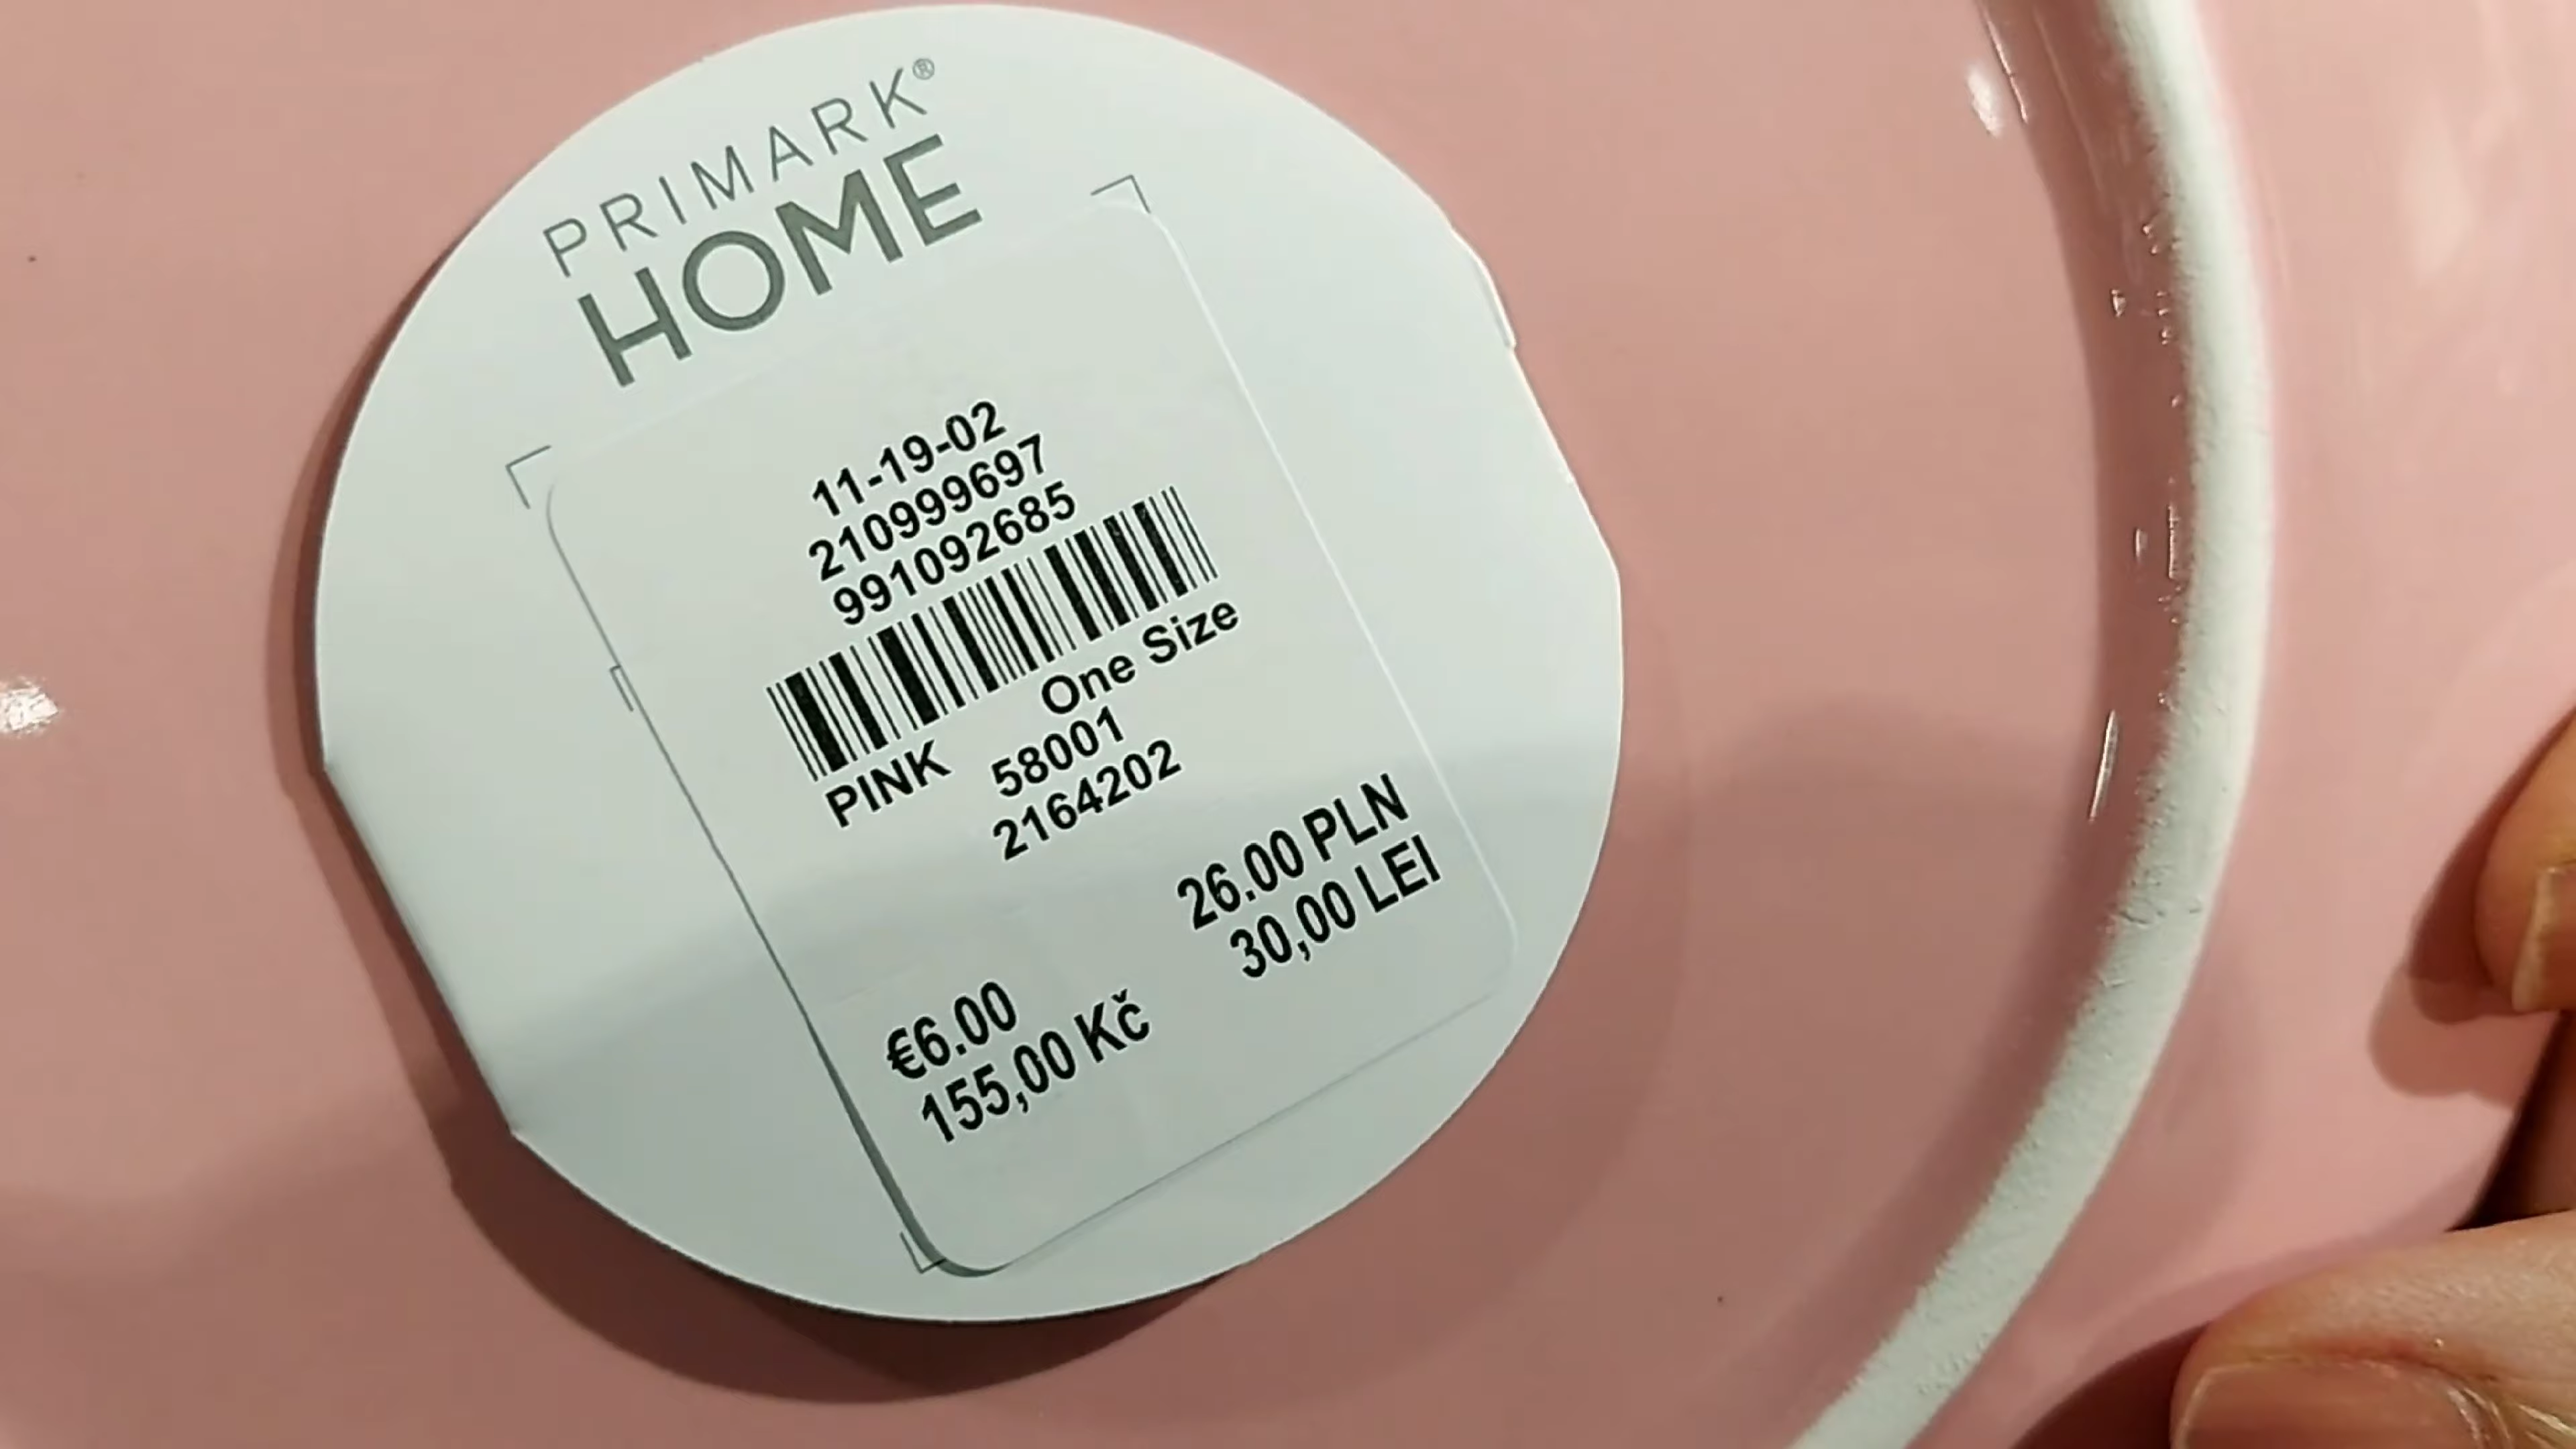 PRIMARK®
HOME
11-19-02
210999697
991092685
One Size
PINK 58001
2164202
26.00 PLN
30,00 LEI
€6.00
155,00 Kč